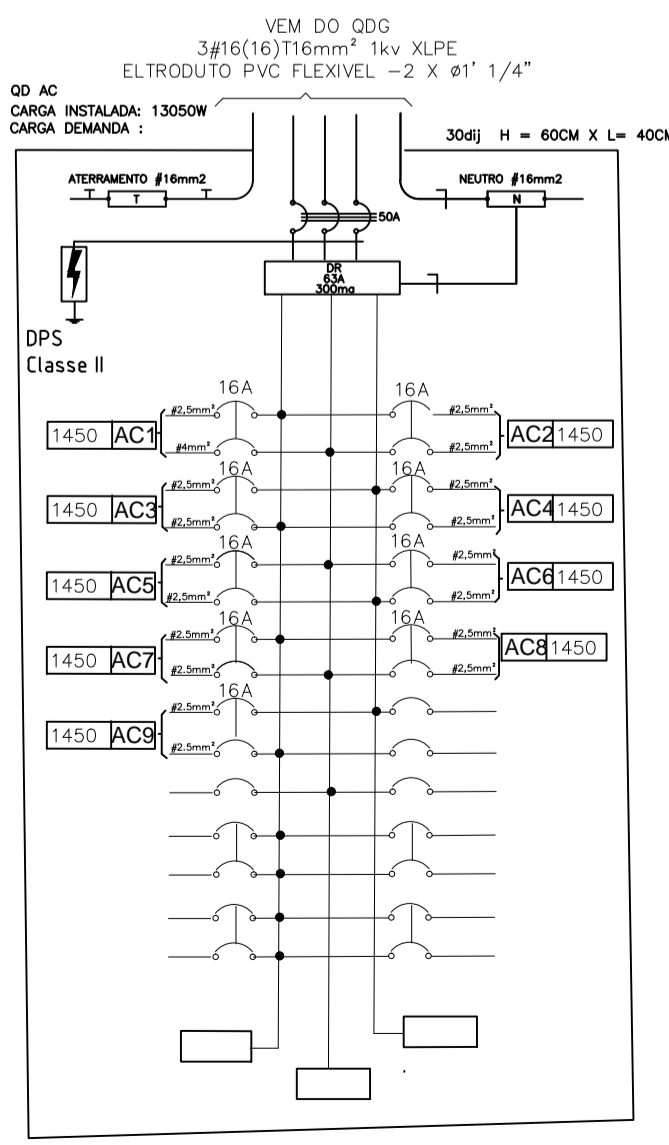 VEM DO QDG
3#16(16)T16mm² 1kv XLPE
ELTRODUTO PVC FLEXIVEL -2 X ø1' 1/4"
QD AC
CARGA INSTALADA: 13050W
CARGA DEMANDA :
30dij H = 60CM X L= 40CM
ATERRAMENTO #16mm2
NEUTRO #16mm2
T
N
50A
DR
63A
300ma
DPS
Classe II
16A
16A
#2,5mm²
#2,5mm²
1450 AC1
AC2 1450
#4mm²
#2,5mm²
16A
16A
#2,5mm²
#2,5mm²
1450 AC3
AC4 1450
#2,5mm²
#2,5mm²
16A
16A
#2,5mm²
#2,5mm²
1450 AC5
AC6 1450
#2,5mm²
#2,5mm²
16A
16A
#2.5mm²
#2,5mm²
1450 AC7
AC8 1450
#2.5mm²
#2,5mm²
16A
#2.5mm²
1450 AC9
#2.5mm²